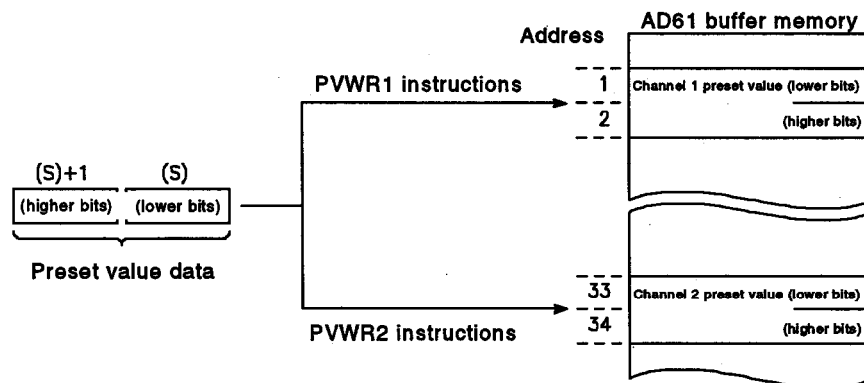 AD61 buffer memory
Address
PVWR1 instructions
1
Channel 1 preset value (lower bits)
2
(higher bits)
(S)+1
(S)
(higher bits)
(lower bits)
Preset value data
33
Channel 2 preset value (lower bits)
34
(higher bits)
PVWR2 instructions